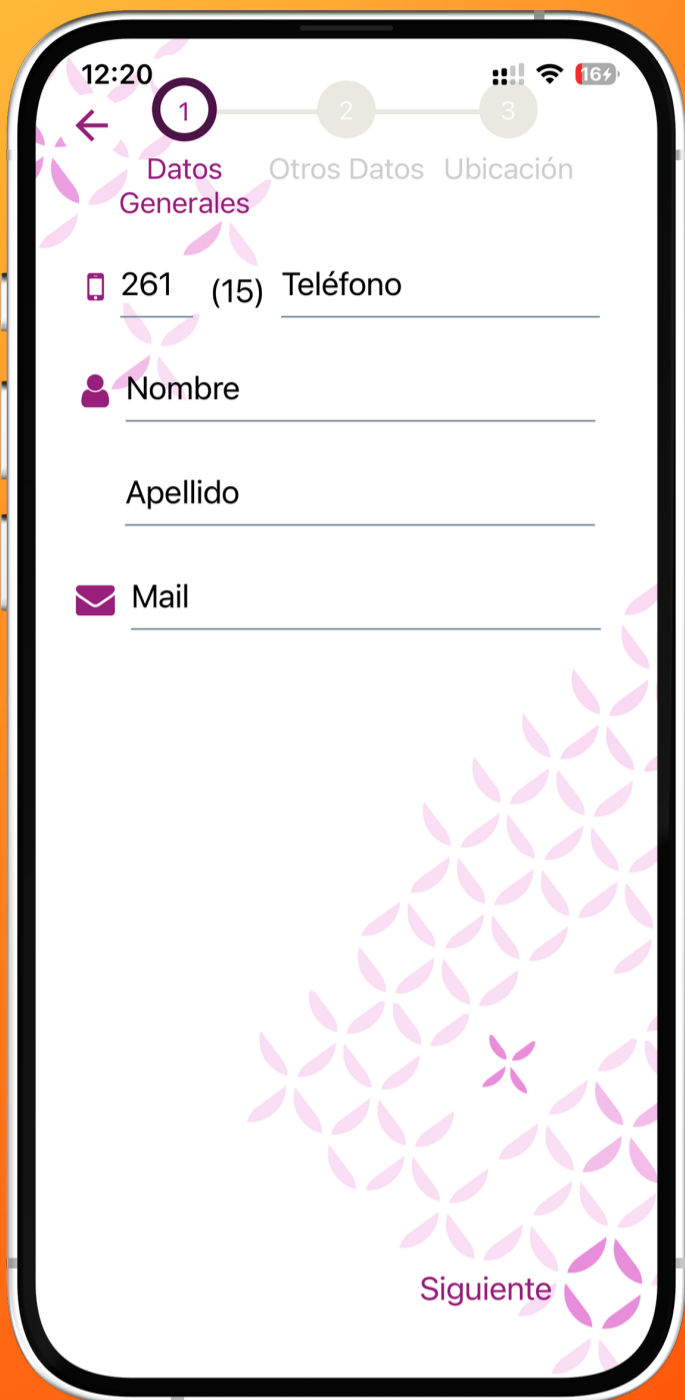 12:20
16
1 2 3
Datos Generales Otros Datos Ubicación
261 (15) Teléfono
Nombre
Apellido
Mail
Siguiente